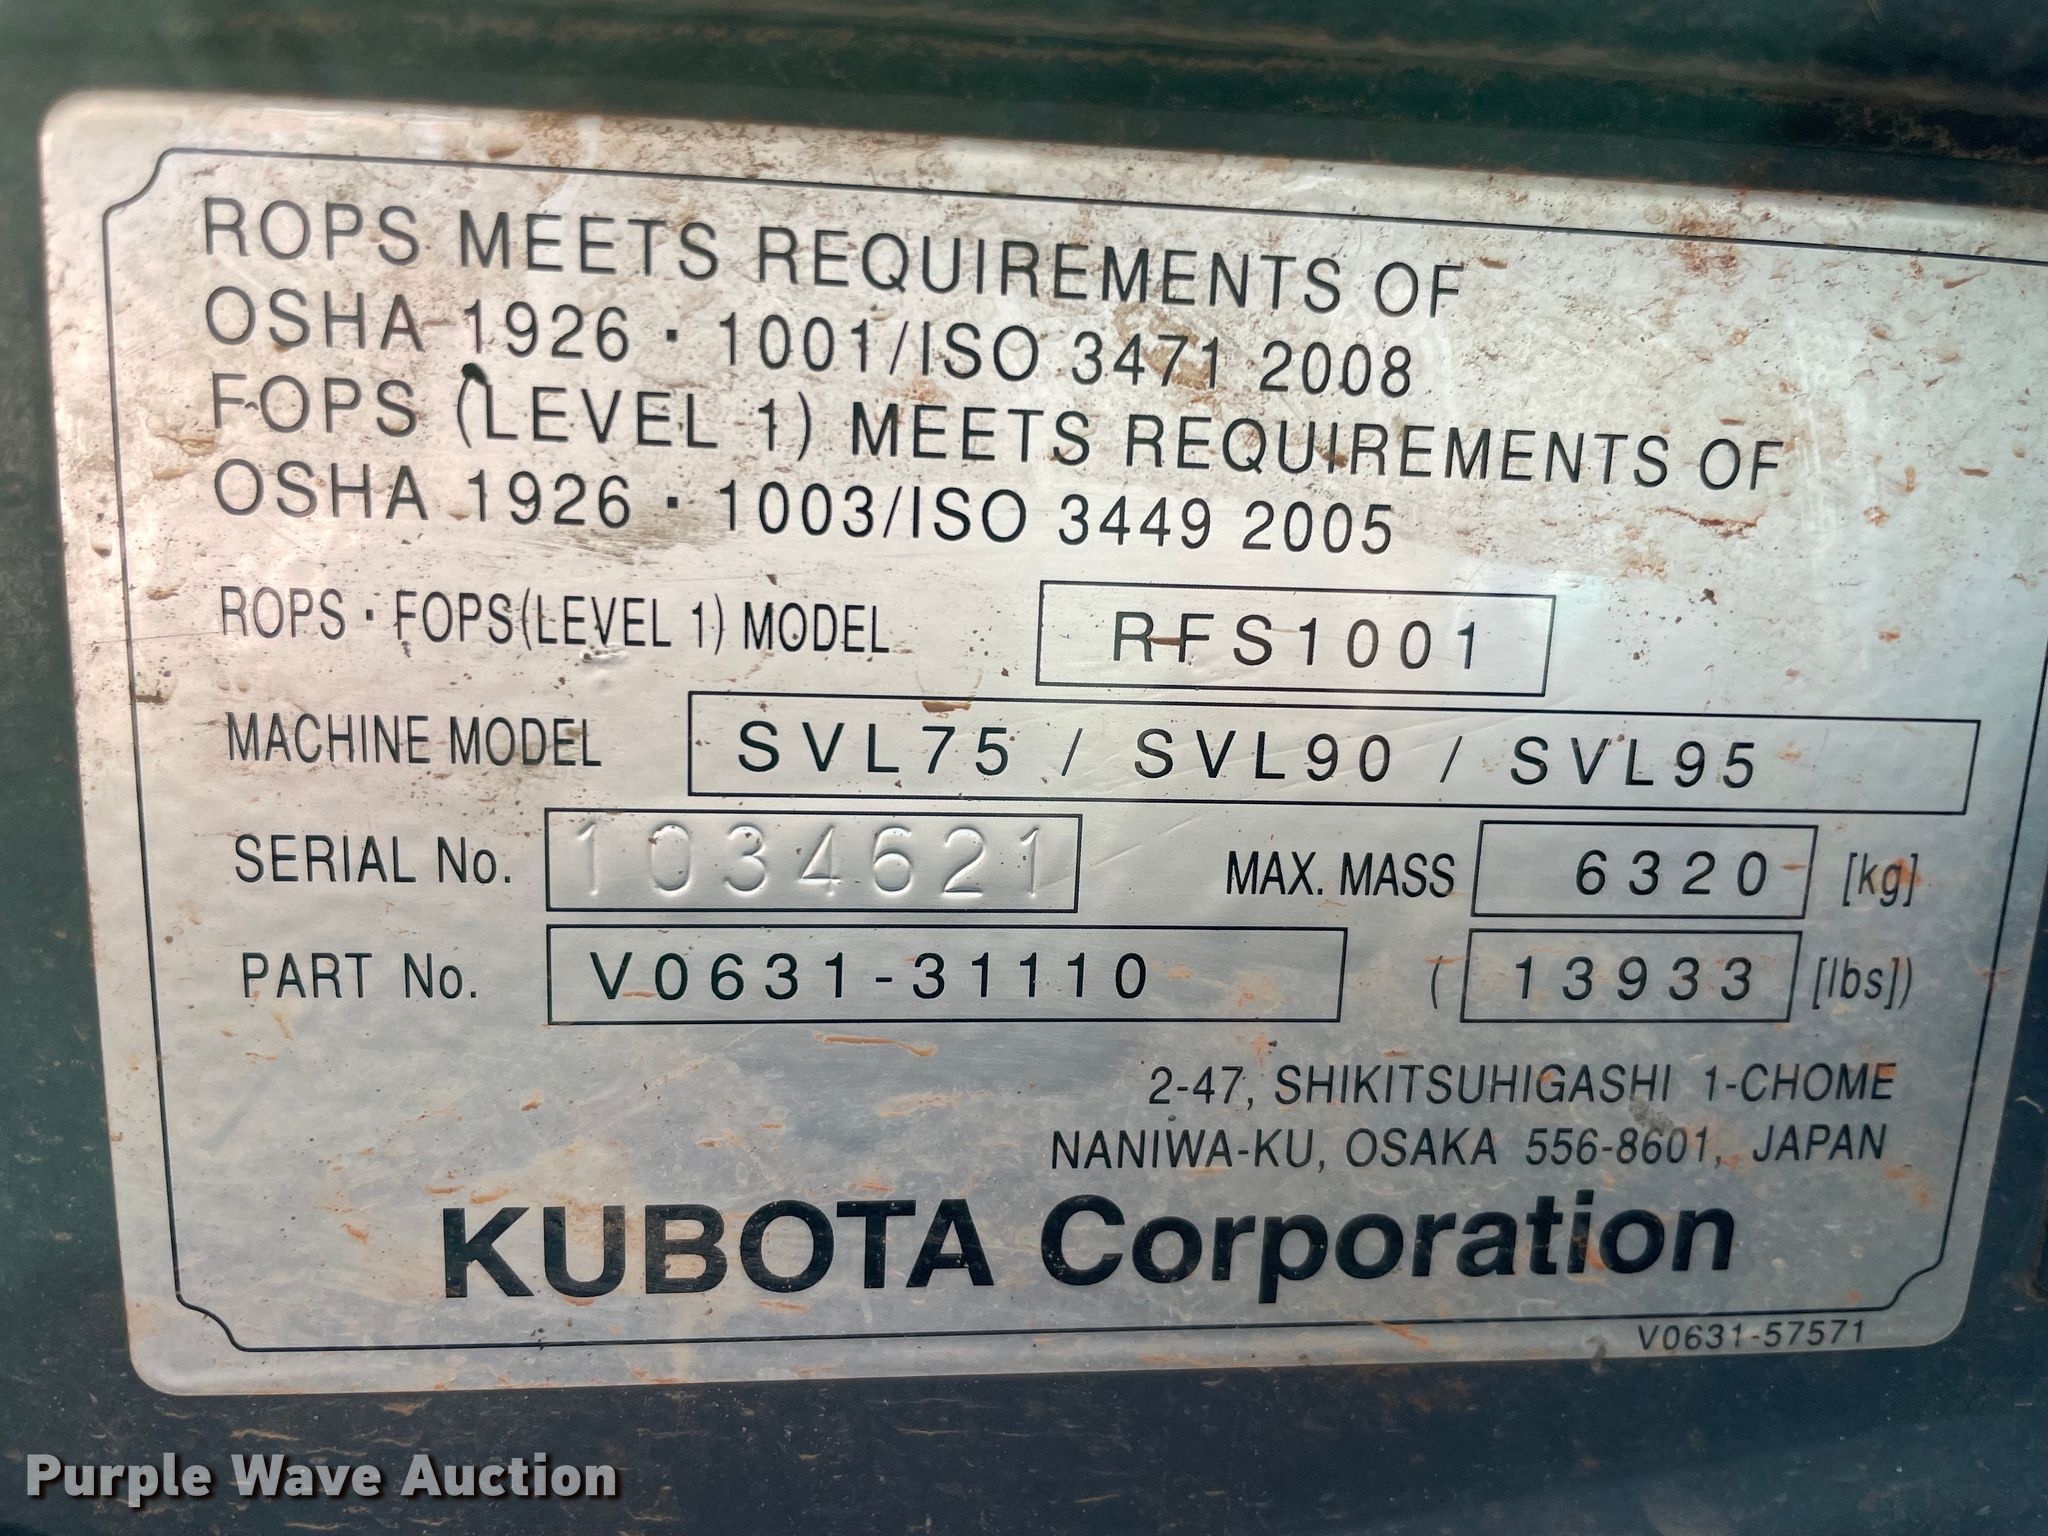 ROPS MEETS REQUIREMENTS OF
OSHA 1926 · 1001/ISO 3471 2008
FOPS (LEVEL 1) MEETS REQUIREMENTS OF
OSHA 1926 · 1003/ISO 3449 2005
ROPS · FOPS(LEVEL 1) MODEL RFS1001
MACHINE MODEL SVL75 / SVL90 / SVL95
SERIAL No. 1034621 MAX. MASS 6320 [kg]
PART No. V0631-31110 (13933 [lbs])
2-47, SHIKITSUHIGASHI 1-CHOME
NANIWA-KU, OSAKA 556-8601, JAPAN
KUBOTA Corporation
V0631-57571
Purple Wave Auction